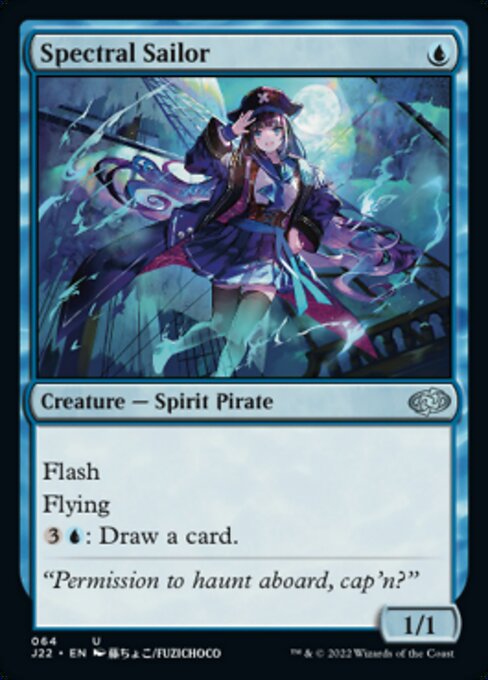 Spectral Sailor
Creature — Spirit Pirate
Flash
Flying
3 : Draw a card.
“Permission to haunt aboard, cap’n?”
1/1
064 U
J22 • EN 藤ちょこ/FUZICHOCO
™ & © 2022 Wizards of the Coast